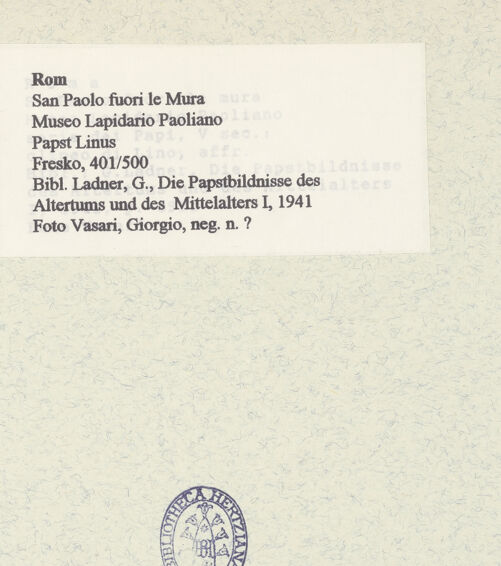 Rom
San Paolo fuori le Mura
Museo Lapidario Paoliano
Papst Linus
Fresko, 401/500
Bibl. Ladner, G., Die Papstbildnisse des
Altertums und des Mittelalters I, 1941
Foto Vasari, Giorgio, neg. n. ?
BIBLIOTHECA HERTZIANA